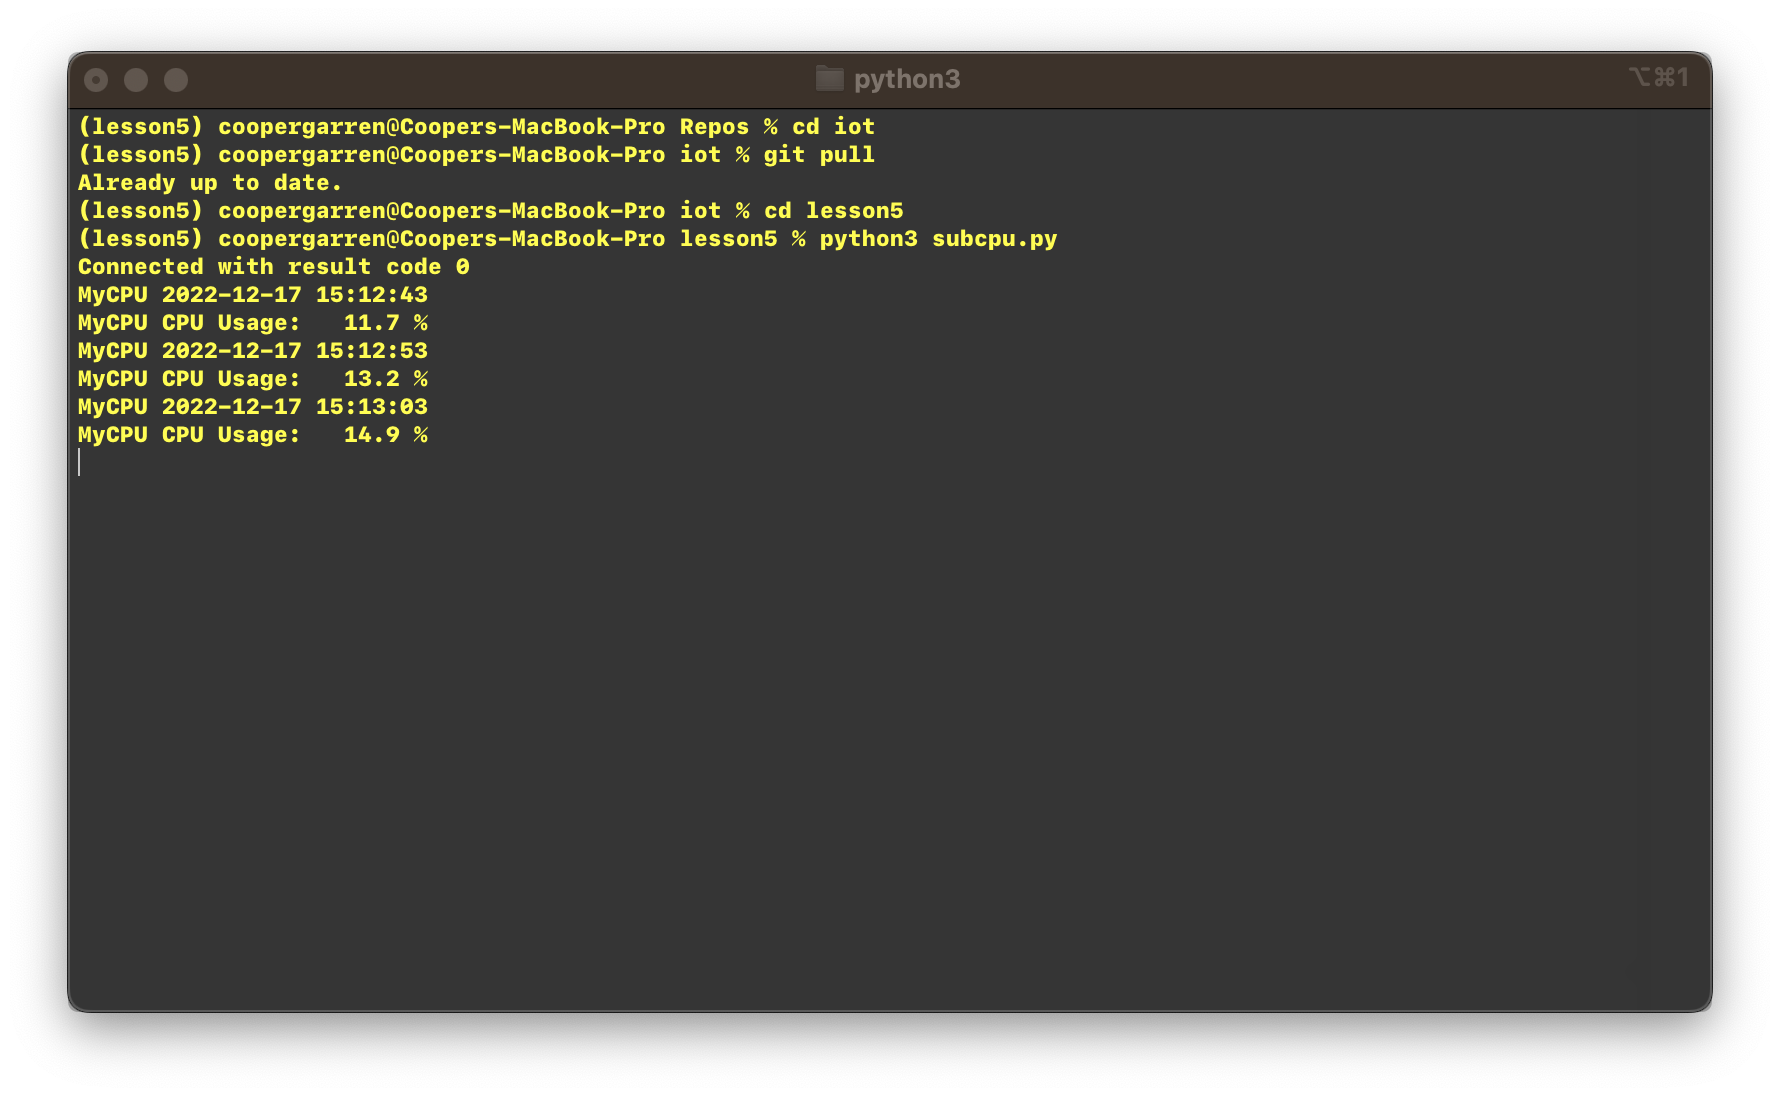 python3
⌥⌘1
(lesson5) coopergarren@Coopers-MacBook-Pro Repos % cd iot
(lesson5) coopergarren@Coopers-MacBook-Pro iot % git pull
Already up to date.
(lesson5) coopergarren@Coopers-MacBook-Pro iot % cd lesson5
(lesson5) coopergarren@Coopers-MacBook-Pro lesson5 % python3 subcpu.py
Connected with result code 0
MyCPU 2022-12-17 15:12:43
MyCPU CPU Usage:   11.7 %
MyCPU 2022-12-17 15:12:53
MyCPU CPU Usage:   13.2 %
MyCPU 2022-12-17 15:13:03
MyCPU CPU Usage:   14.9 %